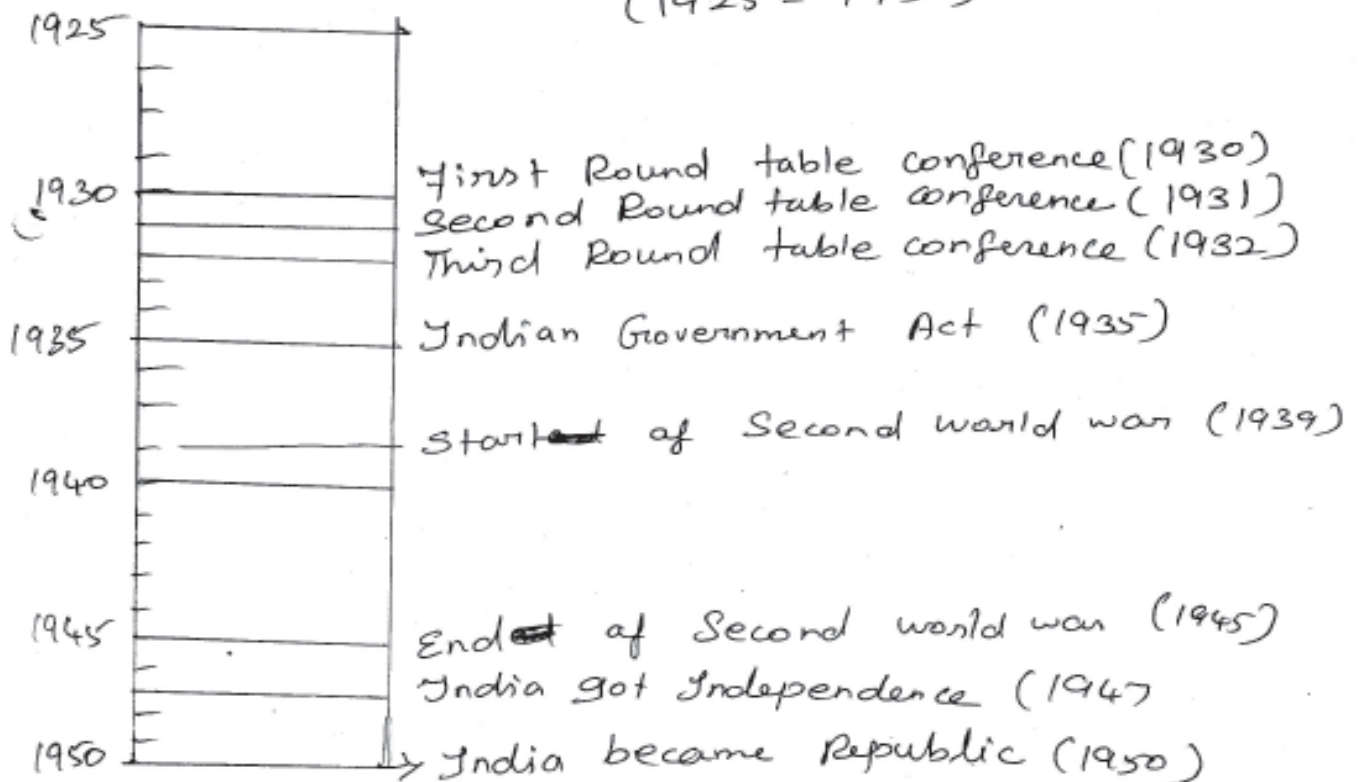 1925
First Round table conference (1930)
1930
Second Round table conference (1931)
Third Round table conference (1932)
1935
Indian Government Act (1935)
Start of Second world war (1939)
1940
1945
End of Second world war (1945)
India got Independence (1947
1950
India became Republic (1950)